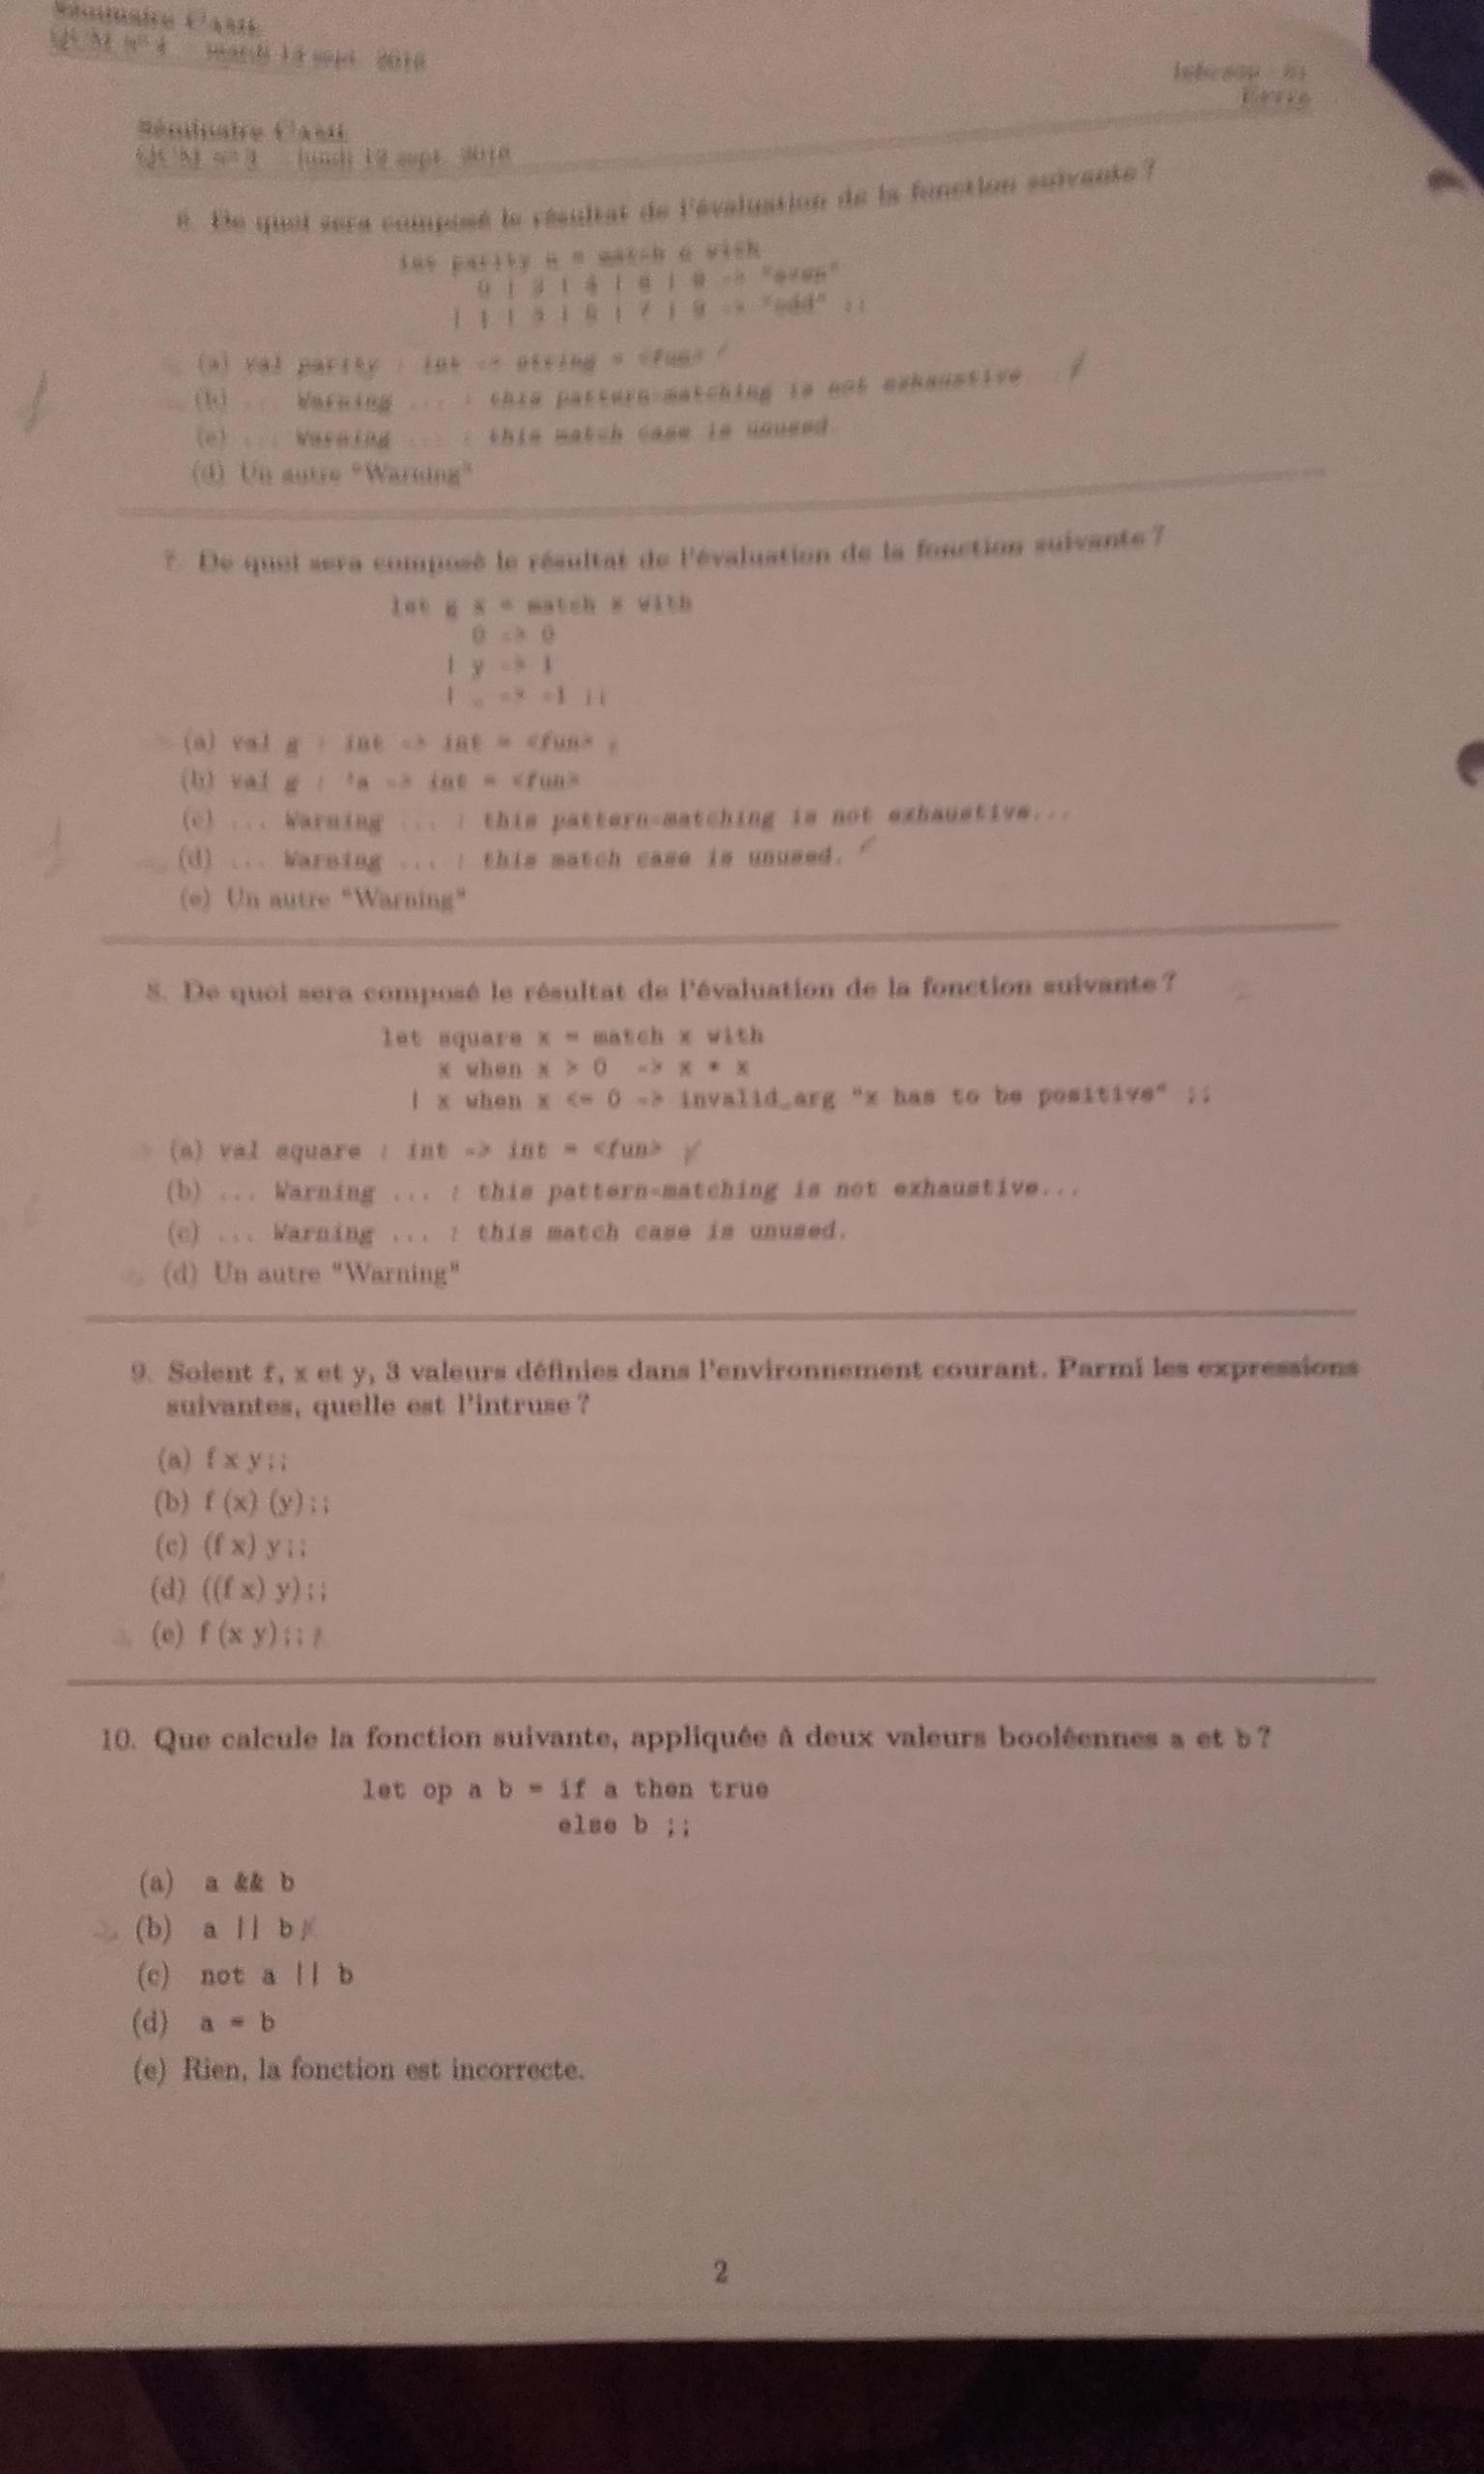 Séminaire Caml
QCM n° 4 mardi 13 sept. 2016
Séminaire Caml
QCM n° 3 lundi 12 sept. 2016
Epita
6. De quoi sera composé le résultat de l'évaluation de la fonction suivante ?
let parity n = match n with
0 | 2 | 4 | 6 | 8 -> "even"
| 1 | 3 | 5 | 7 | 9 -> "odd" ;;
(a) val parity : int -> string = <fun>
(b) ... Warning ... : this pattern-matching is not exhaustive...
(c) ... Warning ... : this match case is unused.
(d) Un autre "Warning"
7. De quoi sera composé le résultat de l'évaluation de la fonction suivante ?
let g x = match x with
0 -> 0
| y -> 1
| _ -> -1 ;;
(a) val g : int -> int = <fun>
(b) val g : 'a -> int = <fun>
(c) ... Warning ... : this pattern-matching is not exhaustive...
(d) ... Warning ... : this match case is unused.
(e) Un autre "Warning"
8. De quoi sera composé le résultat de l'évaluation de la fonction suivante ?
let square x = match x with
x when x > 0 -> x * x
| x when x <= 0 -> invalid_arg "x has to be positive" ;;
(a) val square : int -> int = <fun>
(b) ... Warning ... : this pattern-matching is not exhaustive...
(c) ... Warning ... : this match case is unused.
(d) Un autre "Warning"
9. Soient f, x et y, 3 valeurs définies dans l'environnement courant. Parmi les expressions
suivantes, quelle est l'intruse ?
(a) f x y;;
(b) f (x) (y);;
(c) (f x) y;;
(d) ((f x) y);;
(e) f (x y);;
10. Que calcule la fonction suivante, appliquée à deux valeurs booléennes a et b ?
let op a b = if a then true
else b ;;
(a) a && b
(b) a || b
(c) not a || b
(d) a = b
(e) Rien, la fonction est incorrecte.
2